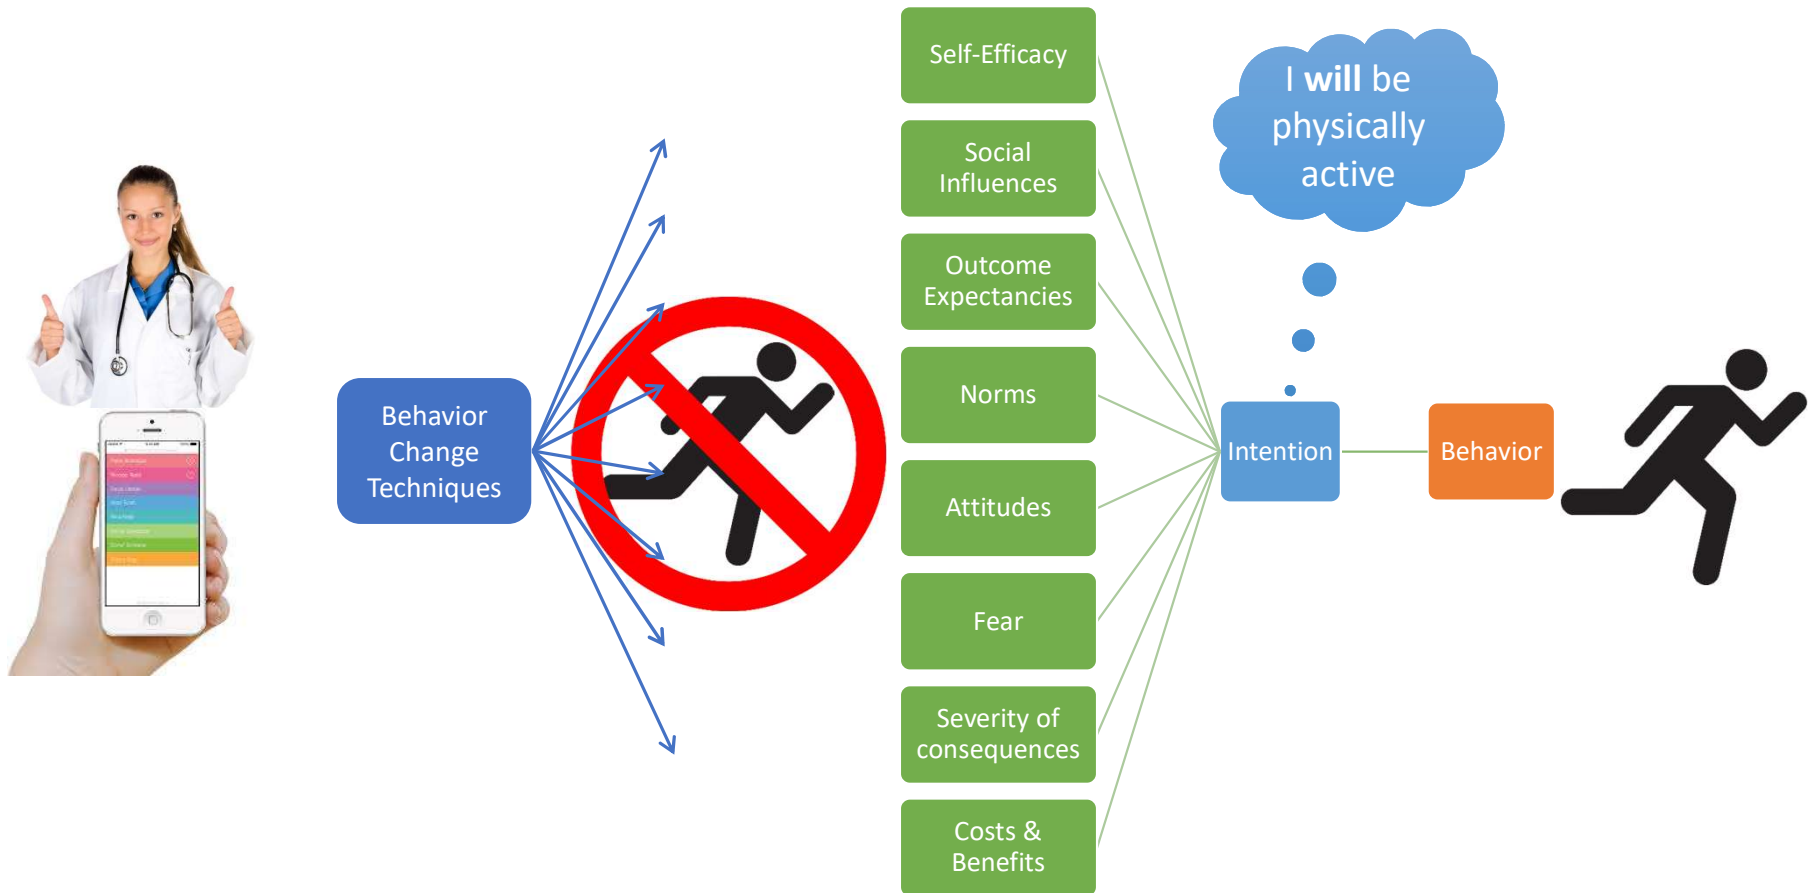 Self-Efficacy
Social
Influences
Outcome
Expectancies
Norms
Attitudes
Fear
Severity of
consequences
Costs &
Benefits
Behavior
Change
Techniques
I will be
physically
active
Intention
Behavior